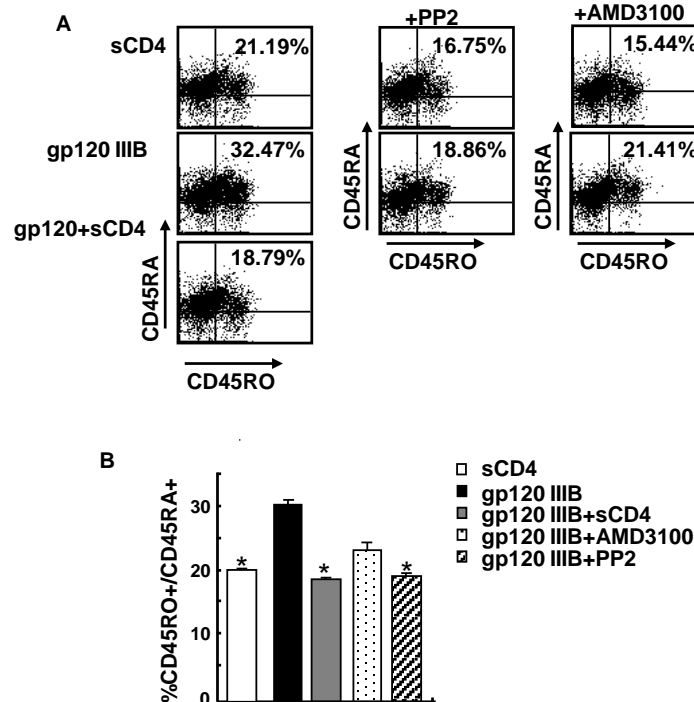 A
+PP2
+AMD3100
sCD4
21.19%
16.75%
15.44%
gp120 IIIB
32.47%
18.86%
21.41%
gp120+sCD4
18.79%
CD45RA
CD45RA
CD45RA
CD45RO
CD45RO
CD45RO
B
sCD4
gp120 IIIB
gp120 IIIB+sCD4
gp120 IIIB+AMD3100
gp120 IIIB+PP2
%CD45RO+/CD45RA+
30
20
10
0
*
*
*